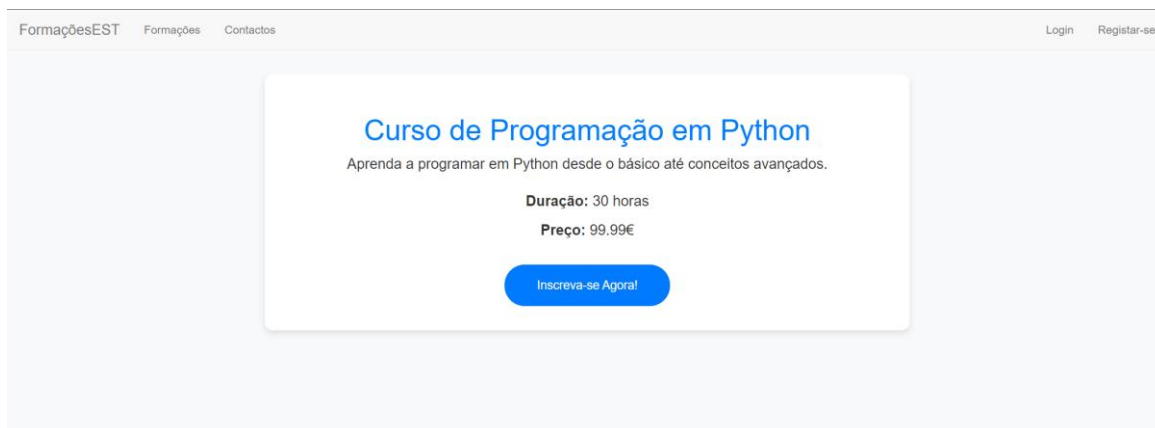 FormaçõesEST Formações Contactos Login Registar-se
Curso de Programação em Python
Aprenda a programar em Python desde o básico até conceitos avançados.
Duração: 30 horas
Preço: 99.99€
Inscreva-se Agora!